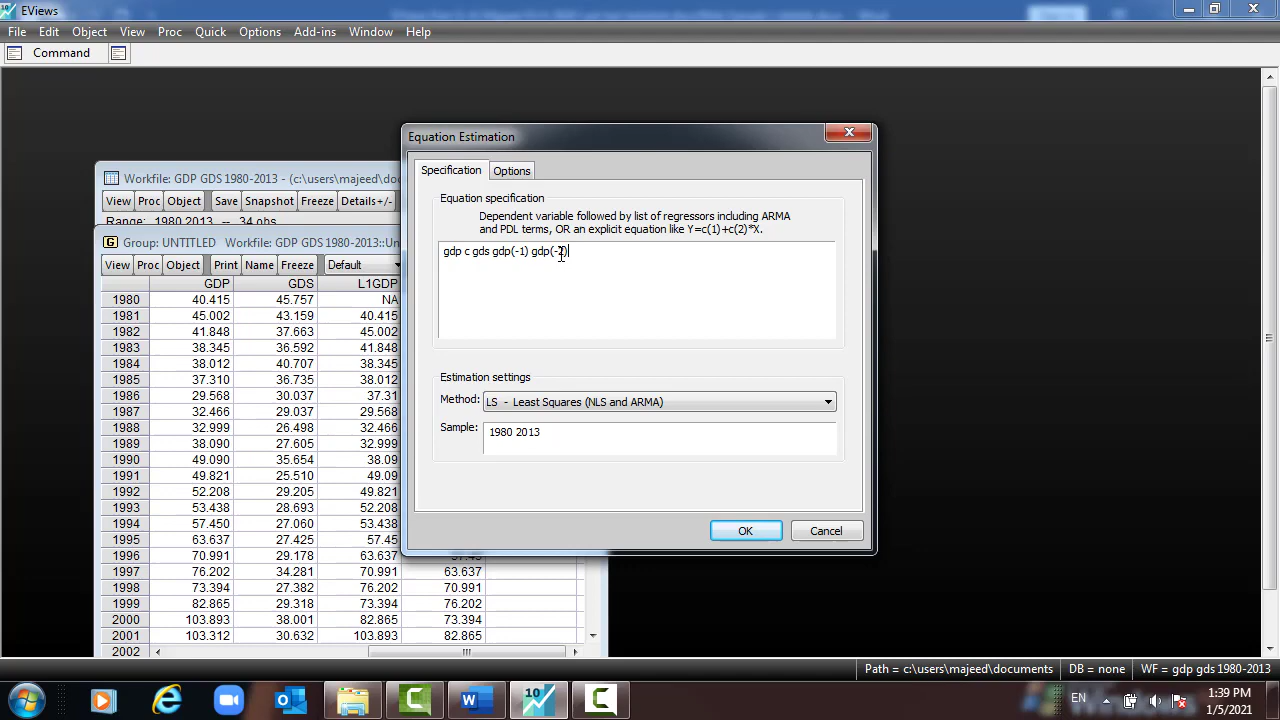 EViews
File Edit Object View Proc Quick Options Add-ins Window Help
Command
Equation Estimation
Specification Options
Equation specification
Dependent variable followed by list of regressors including ARMA
and PDL terms, OR an explicit equation like Y=c(1)+c(2)*X.
gdp c gds gdp(-1) gdp(-2)
Estimation settings
Method: LS - Least Squares (NLS and ARMA)
Sample: 1980 2013
OK Cancel
Workfile: GDP GDS 1980-2013 - (c:\users\majeed\doc
View Proc Object Save Snapshot Freeze Details+/-
Range: 1980 2013 -- 34 obs
Group: UNTITLED Workfile: GDP GDS 1980-2013::Un
View Proc Object Print Name Freeze Default
GDP GDS L1GDP
1980 40.415 45.757 NA
1981 45.002 43.159 40.415
1982 41.848 37.663 45.002
1983 38.345 36.592 41.848
1984 38.012 40.707 38.345
1985 37.310 36.735 38.012
1986 29.568 30.037 37.31
1987 32.466 29.037 29.568
1988 32.999 26.498 32.466
1989 38.090 27.605 32.999
1990 49.090 35.654 38.09
1991 49.821 25.510 49.09
1992 52.208 29.205 49.821
1993 53.438 28.693 52.208
1994 57.450 27.060 53.438
1995 63.637 27.425 57.45
1996 70.991 29.178 63.637
1997 76.202 34.281 70.991 63.637
1998 73.394 27.382 76.202 70.991
1999 82.865 29.318 73.394 76.202
2000 103.893 38.001 82.865 73.394
2001 103.312 30.632 103.893 82.865
2002
Path = c:\users\majeed\documents DB = none WF = gdp gds 1980-2013
EN 1:39 PM
1/5/2021